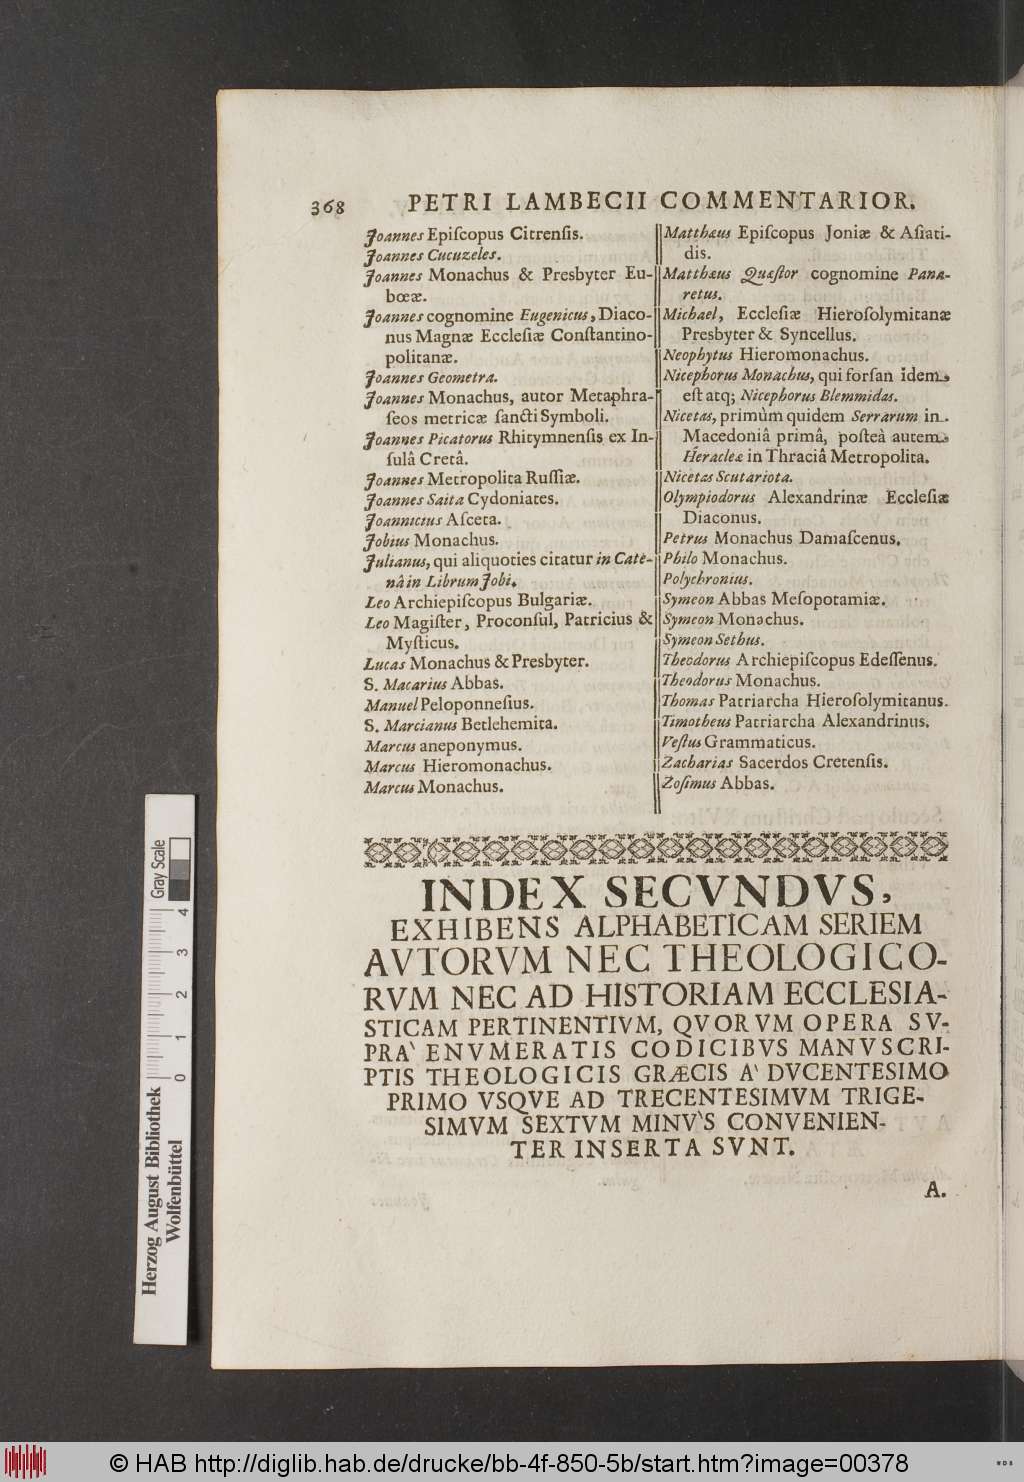 368 PETRI LAMBECII COMMENTARIOR.
Joannes Epiſcopus Citrenſis.
Joannes Cucuzeles.
Joannes Monachus & Presbyter Eu-
bœæ.
Joannes cognomine Eugenicus, Diaco-
nus Magnæ Eccleſiæ Conſtantino-
politanæ.
Joannes Geometra.
Joannes Monachus, autor Metaphra-
ſeos metricæ ſancti Symboli.
Joannes Picatorus Rhitymnenſis ex In-
ſulâ Cretâ.
Joannes Metropolita Ruſſiæ.
Joannes Saita Cydoniates.
Joannicius Aſceta.
Jobius Monachus.
Julianus, qui aliquoties citatur in Cate-
nâ in Librum Jobi.
Leo Archiepiſcopus Bulgariæ.
Leo Magiſter, Proconſul, Patricius &
Myſticus.
Lucas Monachus & Presbyter.
S. Macarius Abbas.
Manuel Peloponneſius.
S. Marcianus Betlehemita.
Marcus aneponymus.
Marcus Hieromonachus.
Marcus Monachus.
Matthæus Epiſcopus Joniæ & Aſiati-
dis.
Matthæus Quæſtor cognomine Pana-
retus.
Michael, Eccleſiæ Hieroſolymitanæ
Presbyter & Syncellus.
Neophytus Hieromonachus.
Nicephorus Monachus, qui forſan idem
eſt atq; Nicephorus Blemmidas.
Nicetas, primùm quidem Serrarum in
Macedoniâ primâ, poſteà autem
Heracleæ in Thraciâ Metropolita.
Nicetas Scutariota.
Olympiodorus Alexandrinæ Eccleſiæ
Diaconus.
Petrus Monachus Damaſcenus.
Philo Monachus.
Polychronius.
Symeon Abbas Meſopotamiæ.
Symeon Monachus.
Symeon Sethus.
Theodorus Archiepiſcopus Edeſſenus.
Theodorus Monachus.
Thomas Patriarcha Hieroſolymitanus.
Timotheus Patriarcha Alexandrinus.
Veſtus Grammaticus.
Zacharias Sacerdos Cretenſis.
Zoſimus Abbas.
INDEX SECVNDVS,
EXHIBENS ALPHABETICAM SERIEM
AVTORVM NEC THEOLOGICO-
RVM NEC AD HISTORIAM ECCLESIA-
STICAM PERTINENTIVM, QVORVM OPERA SV-
PRA' ENVMERATIS CODICIBVS MANVSCRI-
PTIS THEOLOGICIS GRÆCIS A' DVCENTESIMO
PRIMO VSQVE AD TRECENTESIMVM TRIGE-
SIMVM SEXTVM MINV'S CONVENIEN-
TER INSERTA SVNT.
A.
Herzog August Bibliothek
Wolfenbüttel
0 1 2 3 4
Gray Scale
© HAB http://diglib.hab.de/drucke/bb-4f-850-5b/start.htm?image=00378